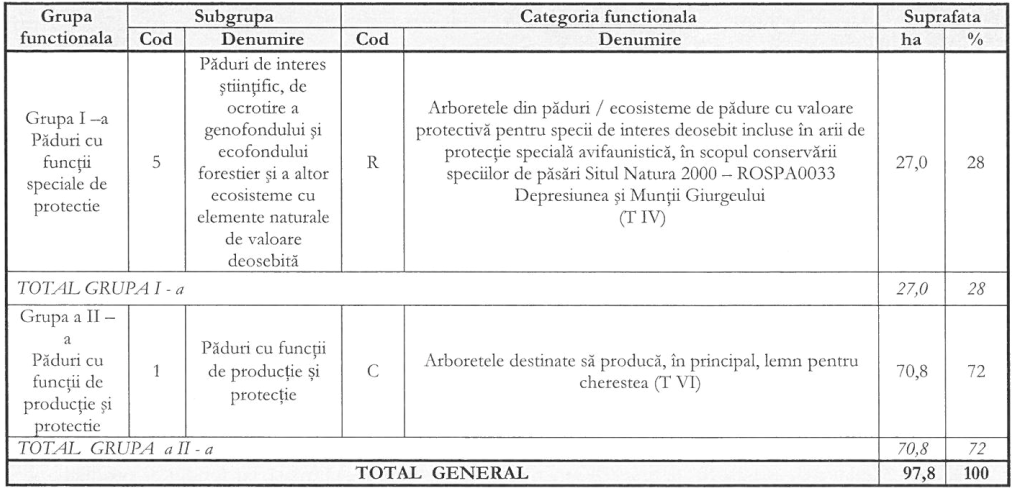 Grupa functionala Subgrupa Categoria functionala Suprafata
Cod Denumire Cod Denumire ha %
Grupa I –a
Păduri cu
funcții
speciale de
protectie
5
Păduri de interes
științific, de
ocrotire a
genofondului și
ecofondului
forestier și a altor
ecosisteme cu
elemente naturale
de valoare
deosebită
R
Arboretele din păduri / ecosisteme de pădure cu valoare
protectivă pentru specii de interes deosebit incluse în arii de
protecție specială avifaunistică, în scopul conservării
speciilor de păsări Situl Natura 2000 – ROSPA0033
Depresiunea și Munții Giurgeului
(T IV)
27,0
28
TOTAL GRUPA I - a 27,0 28
Grupa a II –
a
Păduri cu
funcții de
producție și
protectie
1
Păduri cu funcții
de producție și
protecție
C
Arboretele destinate să producă, în principal, lemn pentru
cherestea (T VI)
70,8
72
TOTAL GRUPA a II - a 70,8 72
TOTAL GENERAL 97,8 100